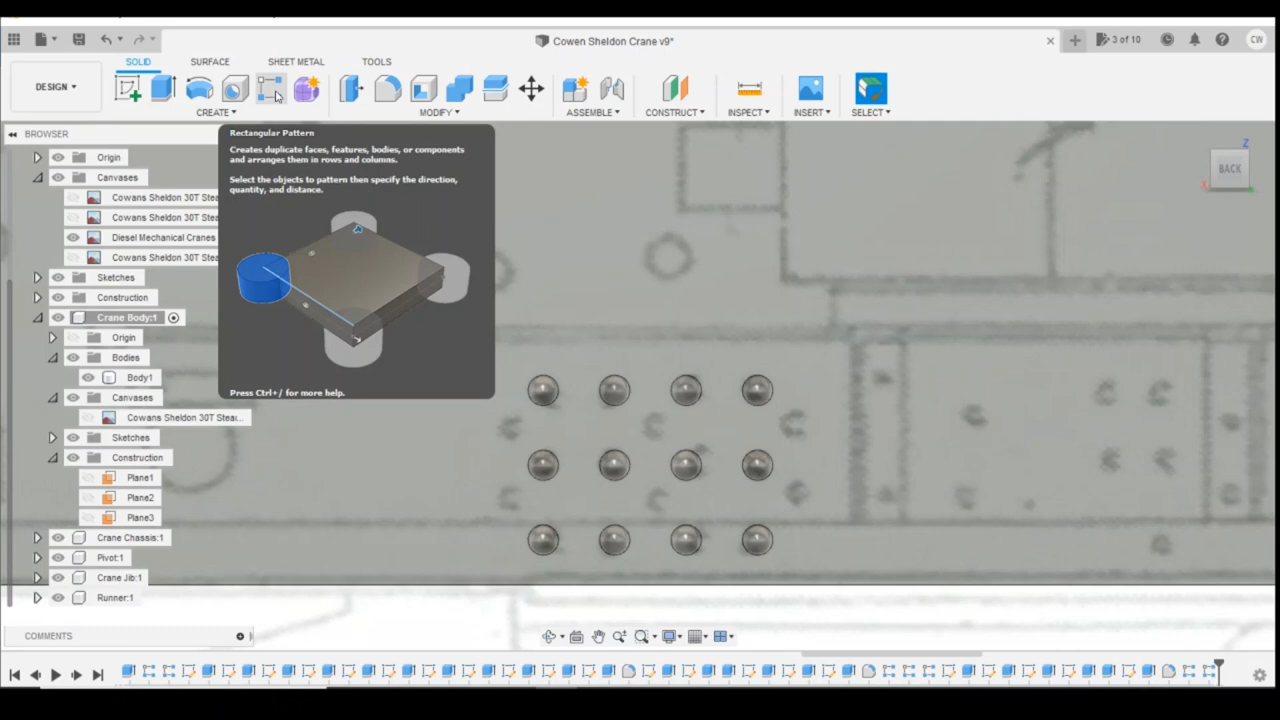 Cowen Sheldon Crane v9*
3 of 10
CW
DESIGN
SOLID
SURFACE
SHEET METAL
TOOLS
CREATE
MODIFY
ASSEMBLE
CONSTRUCT
INSPECT
INSERT
SELECT
BROWSER
Origin
Canvases
Cowans Sheldon 30T Stea
Cowans Sheldon 30T Stea
Diesel Mechanical Cranes
Cowans Sheldon 30T Stea
Sketches
Construction
Crane Body:1
Origin
Bodies
Body1
Canvases
Cowans Sheldon 30T Steau...
Sketches
Construction
Plane1
Plane2
Plane3
Crane Chassis:1
Pivot:1
Crane Jib:1
Runner:1
Rectangular Pattern
Creates duplicate faces, features, bodies, or components
and arranges them in rows and columns.
Select the objects to pattern then specify the direction,
quantity, and distance.
Press Ctrl+/ for more help.
Z
BACK
X
COMMENTS